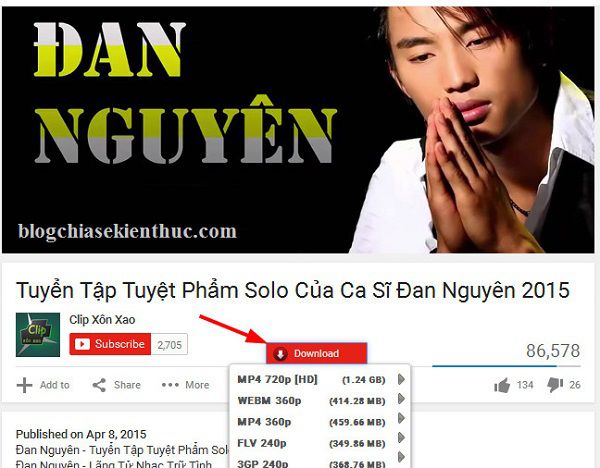 ĐAN
NGUYÊN
blogchiasekienthuc.com
Tuyển Tập Tuyệt Phẩm Solo Của Ca Sĩ Đan Nguyên 2015
Clip XÔN XAO
Clip Xôn Xao
Subscribe 2,705
Download
86,578
Add to Share More
134 26
MP4 720p [HD] (1.24 GB)
WEBM 360p (414.28 MB)
MP4 360p (459.66 MB)
FLV 240p (349.86 MB)
3GP 240p (368.76 MB)
Published on Apr 8, 2015
Đan Nguyên - Tuyển Tập Tuyệt Phẩm Sol
Đan Nguyên - Lãng Tử Nhạc Trữ Tình